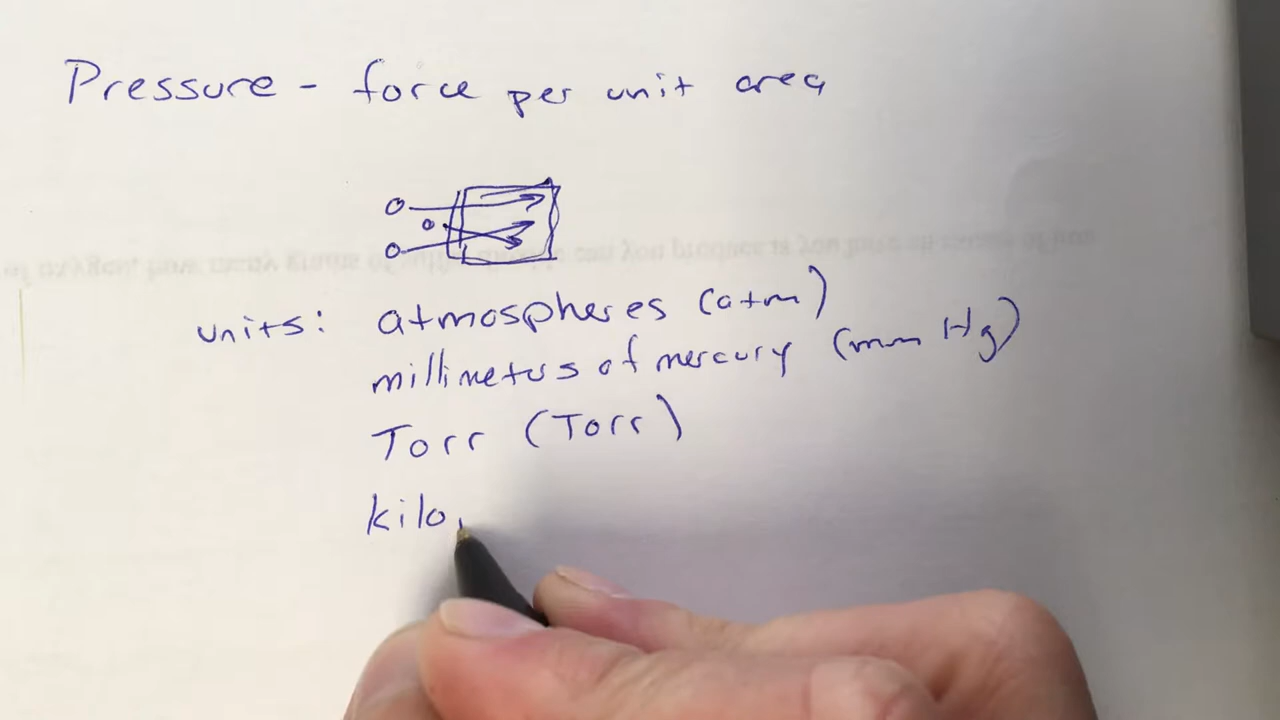 Pressure - force per unit area
units: atmospheres (atm)
millimeters of mercury (mm Hg)
Torr (Torr)
kilo